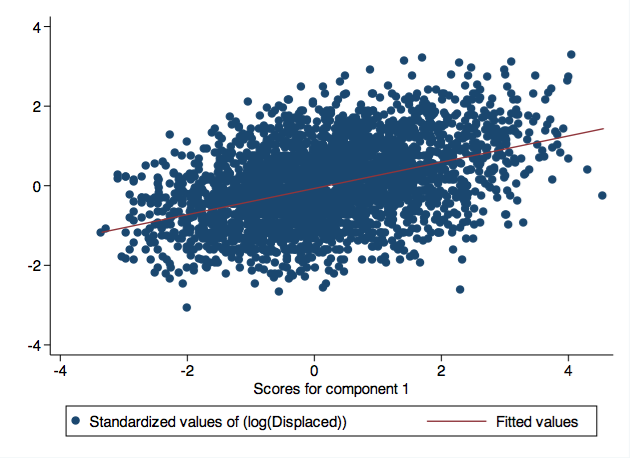 4
2
0
-2
-4
-4 -2 0 2 4
Scores for component 1
Standardized values of (log(Displaced)) Fitted values